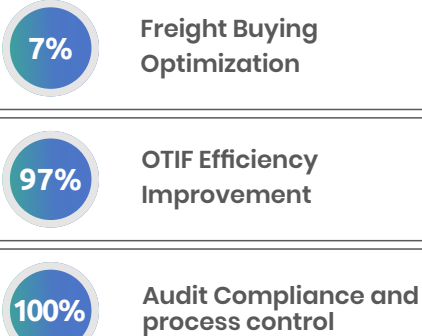 7%
Freight Buying
Optimization
97%
OTIF Efficiency
Improvement
100%
Audit Compliance and
process control